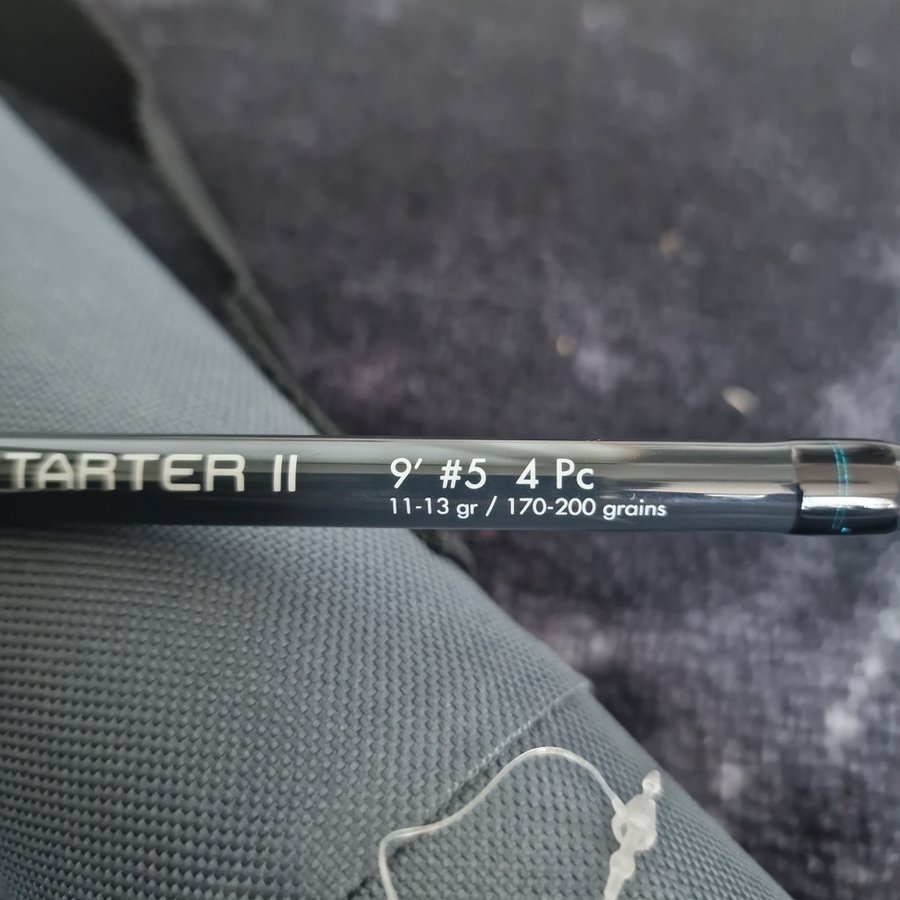 TARTER II
9' #5 4 Pc
11-13 gr / 170-200 grains